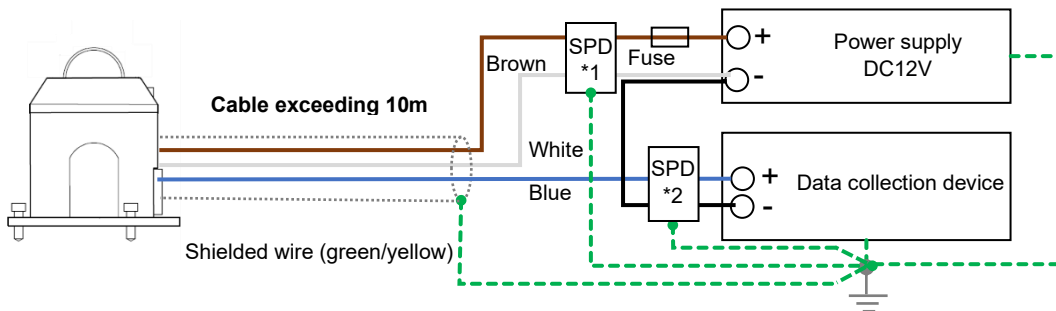 SPD
*1
Fuse
+
-
Power supply
DC12V
Brown
Cable exceeding 10m
White
Blue
SPD
*2
+
-
Data collection device
Shielded wire (green/yellow)